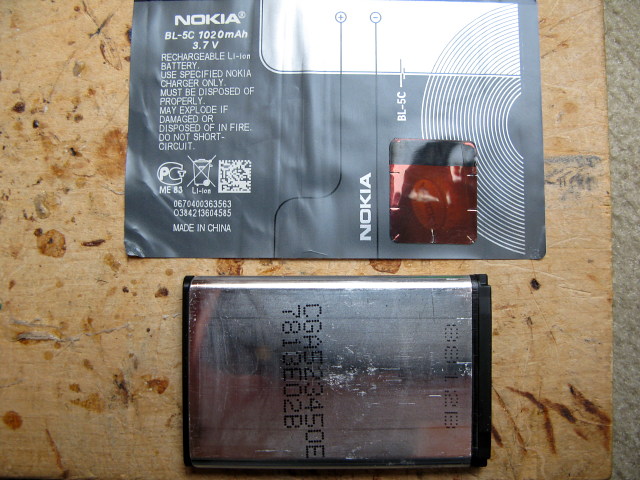 NOKIA®
BL-5C 1020mAh
3.7 V
RECHARGEABLE Li-ion
BATTERY.
USE SPECIFIED NOKIA
CHARGER ONLY.
MUST BE DISPOSED OF
PROPERLY.
MAY EXPLODE IF
DAMAGED OR
DISPOSED OF IN FIRE.
DO NOT SHORT-
CIRCUIT.
Li-ion
ME 83
0670400363563
0384213604585
MADE IN CHINA
+
−
BL-5C
NOKIA
CGA523450E
7813E02B